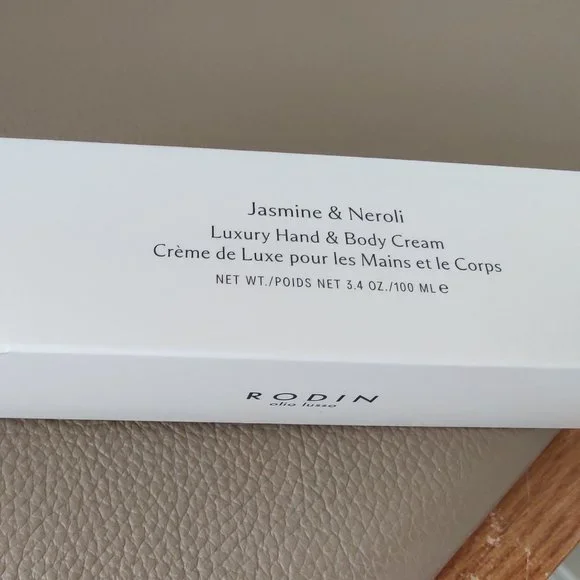 Jasmine & Neroli
Luxury Hand & Body Cream
Crème de Luxe pour les Mains et le Corps
NET WT./POIDS NET 3.4 OZ./100 ML ℮
RODIN
olio lusso